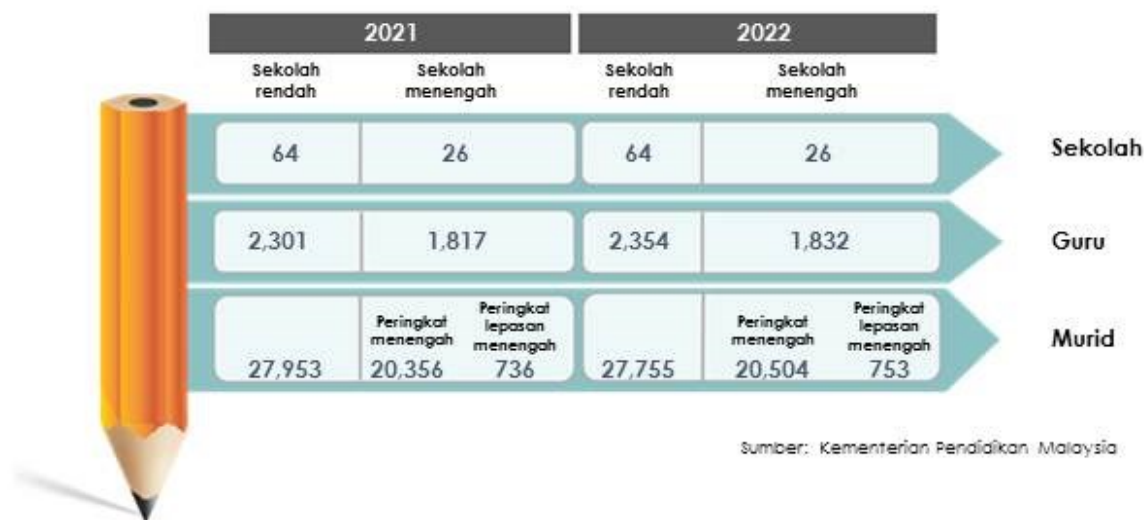 2021 2022
Sekolah rendah Sekolah menengah Sekolah rendah Sekolah menengah
64 26 64 26 Sekolah
2,301 1,817 2,354 1,832 Guru
Peringkat menengah Peringkat lepasan menengah Peringkat menengah Peringkat lepasan menengah Murid
27,953 20,356 736 27,755 20,504 753
Sumber: Kementerian Pendidikan Malaysia